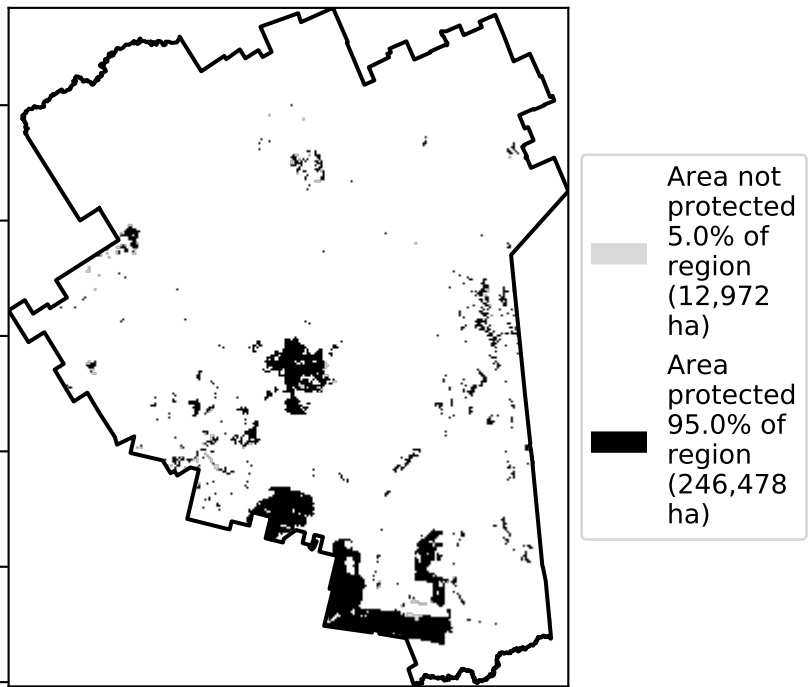 Area not
protected
5.0% of
region
(12,972
ha)
Area
protected
95.0% of
region
(246,478
ha)